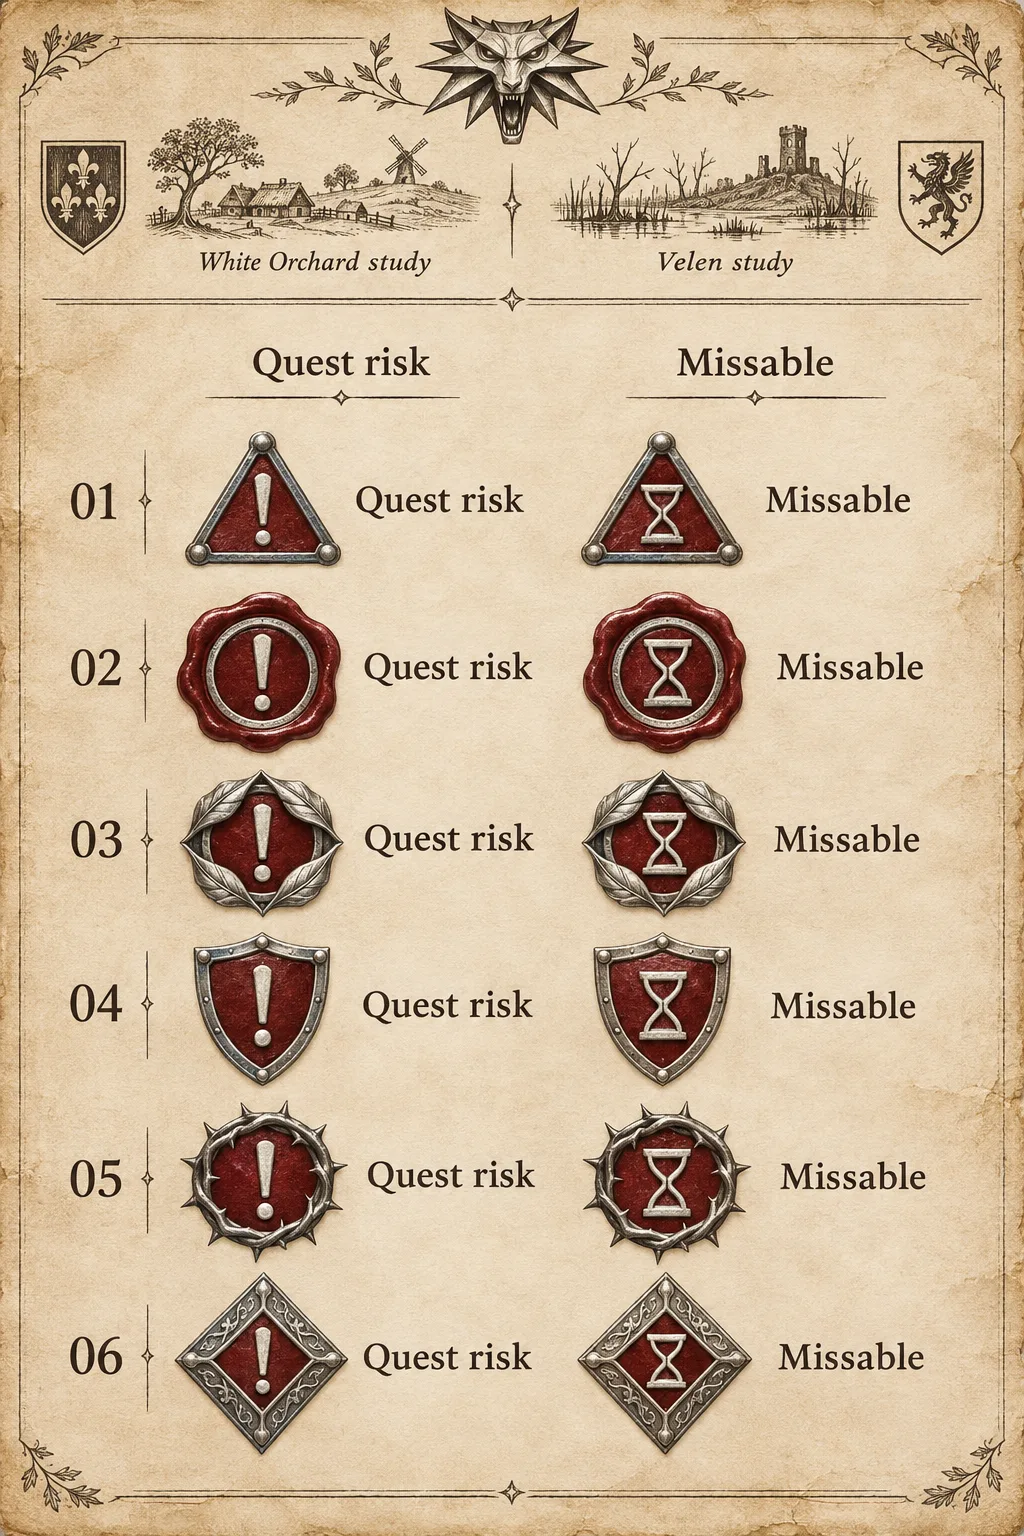 White Orchard study
Velen study
Quest risk
Missable
01
Quest risk
Missable
02
Quest risk
Missable
03
Quest risk
Missable
04
Quest risk
Missable
05
Quest risk
Missable
06
Quest risk
Missable